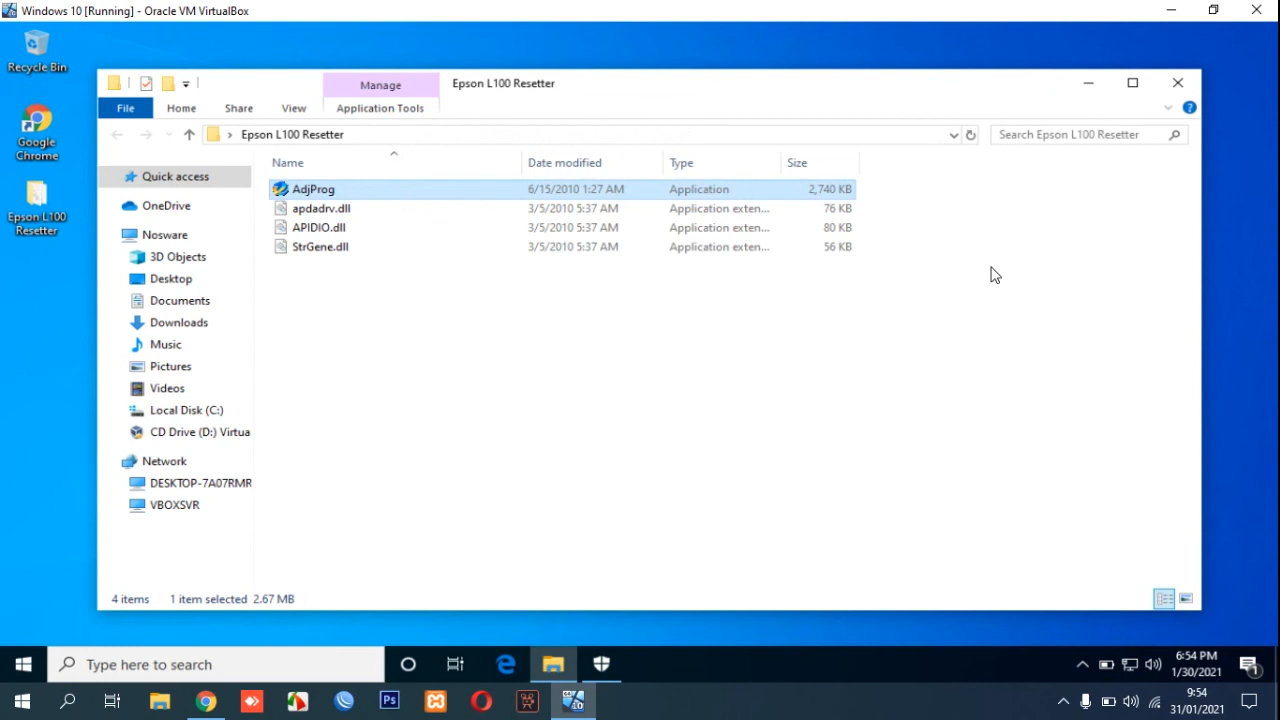 Windows 10 [Running] - Oracle VM VirtualBox
Recycle Bin
Google
Chrome
Epson L100
Resetter
Manage
Epson L100 Resetter
File
Home
Share
View
Application Tools
Epson L100 Resetter
Search Epson L100 Resetter
Name
Date modified
Type
Size
AdjProg
6/15/2010 1:27 AM
Application
2,740 KB
apdadrv.dll
3/5/2010 5:37 AM
Application exten...
76 KB
APIDIO.dll
3/5/2010 5:37 AM
Application exten...
80 KB
StrGene.dll
3/5/2010 5:37 AM
Application exten...
56 KB
Quick access
OneDrive
Nosware
3D Objects
Desktop
Documents
Downloads
Music
Pictures
Videos
Local Disk (C:)
CD Drive (D:) Virtua
Network
DESKTOP-7A07RMR
VBOXSVR
4 items
1 item selected 2.67 MB
Type here to search
6:54 PM
1/30/2021
1
Ps
9:54
31/01/2021